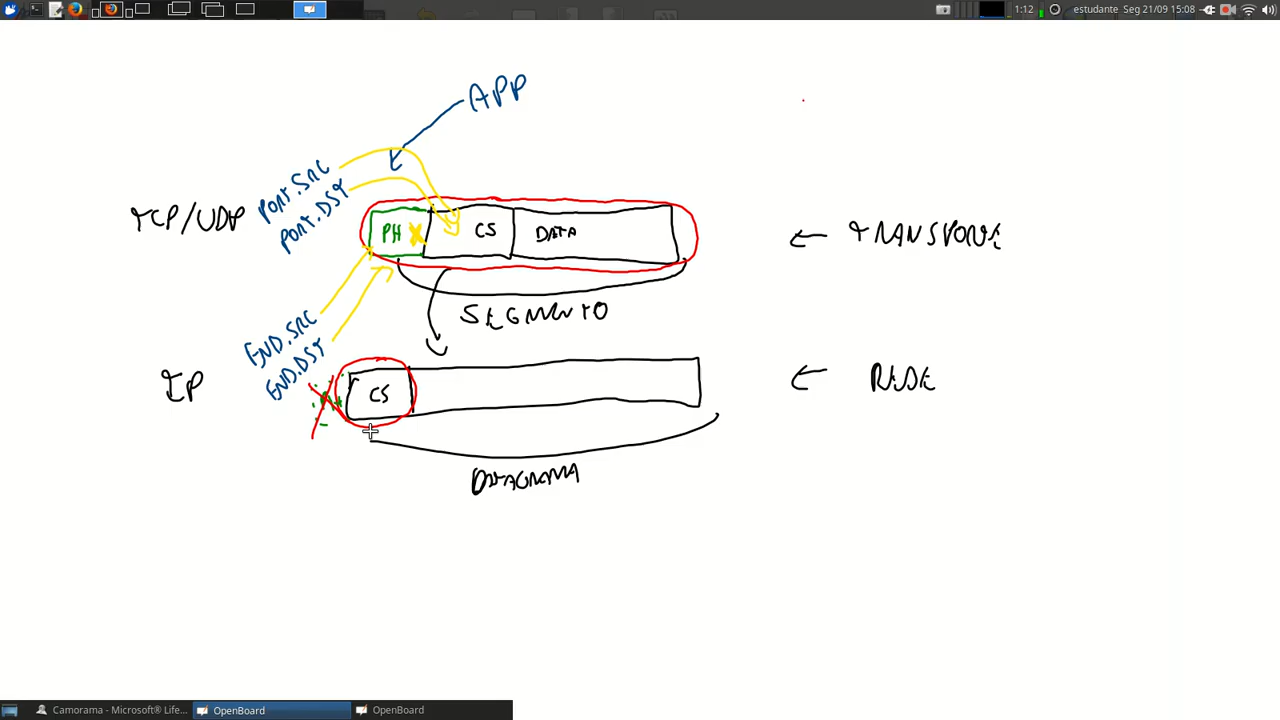 1:12
estudante Seg 21/09 15:08
APP
PORT.SRC
PORT.DST
TCP/UDP
PH
CS
DATA
TRANSPORTE
SEGMENTO
END.SRC
END.DST
IP
CS
REDE
DATAGRAMA
Camorama - Microsoft® Life...
OpenBoard
OpenBoard